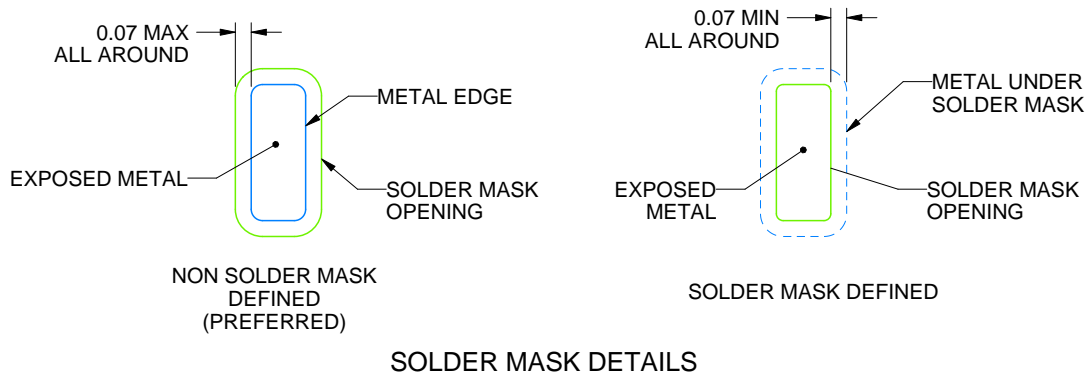 0.07 MAX
ALL AROUND
METAL EDGE
EXPOSED METAL
SOLDER MASK
OPENING
NON SOLDER MASK
DEFINED
(PREFERRED)
0.07 MIN
ALL AROUND
METAL UNDER
SOLDER MASK
EXPOSED
METAL
SOLDER MASK
OPENING
SOLDER MASK DEFINED
SOLDER MASK DETAILS